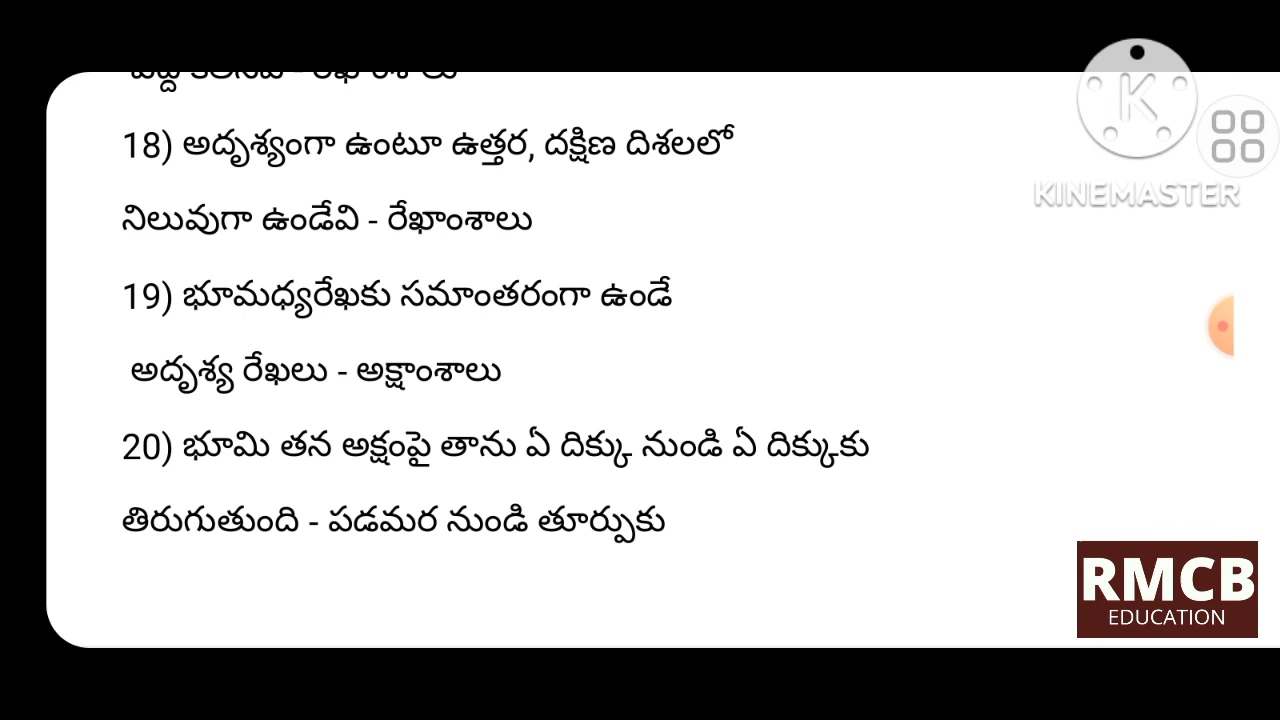 18) అదృశ్యంగా ఉంటూ ఉత్తర, దక్షిణ దిశలలో
నిలువుగా ఉండేవి - రేఖాంశాలు
19) భూమధ్యరేఖకు సమాంతరంగా ఉండే
అదృశ్య రేఖలు - అక్షాంశాలు
20) భూమి తన అక్షంపై తాను ఏ దిక్కు నుండి ఏ దిక్కుకు
తిరుగుతుంది - పడమర నుండి తూర్పుకు
K
KINEMASTER
RMCB
EDUCATION